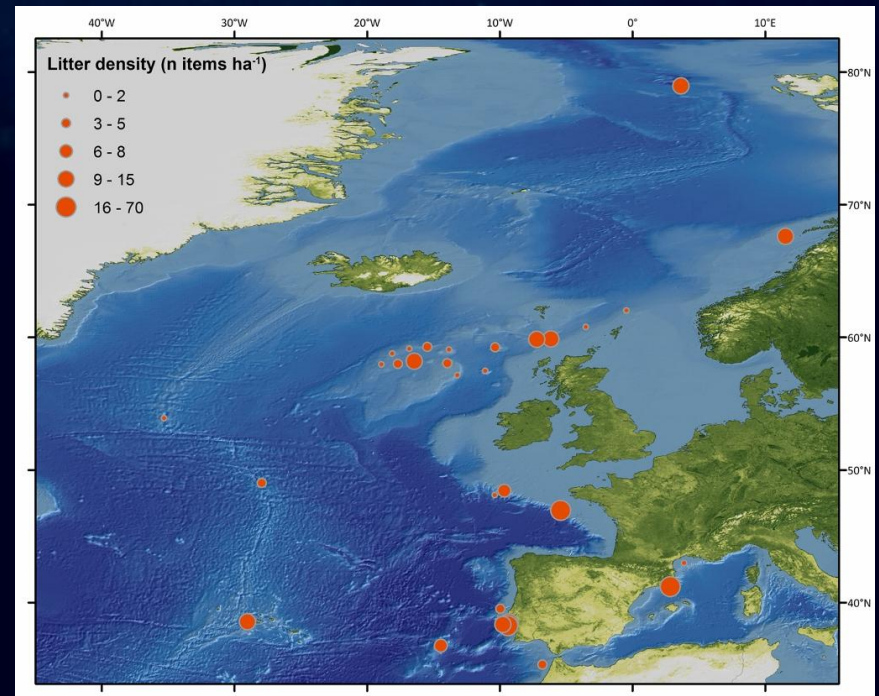 40°W 30°W 20°W 10°W 0° 10°E
Litter density (n items ha⁻¹)
0 - 2
3 - 5
6 - 8
9 - 15
16 - 70
80°N
70°N
60°N
50°N
40°N